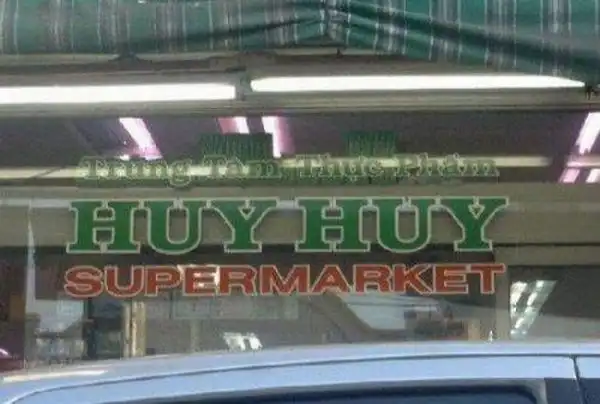 Trung Tâm Thực Phẩm
HUY HUY
SUPERMARKET